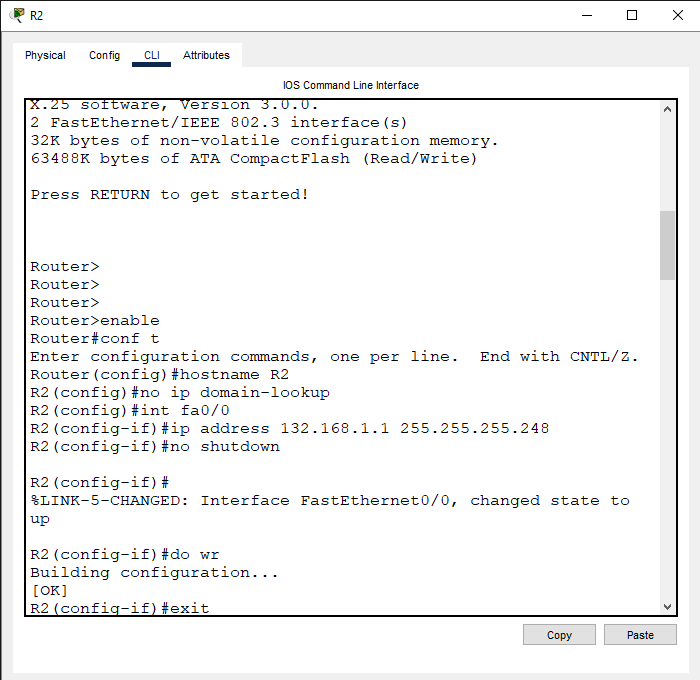 R2
Physical Config CLI Attributes
IOS Command Line Interface
X.25 software, Version 3.0.0.
2 FastEthernet/IEEE 802.3 interface(s)
32K bytes of non-volatile configuration memory.
63488K bytes of ATA CompactFlash (Read/Write)
Press RETURN to get started!
Router>
Router>
Router>
Router>enable
Router#conf t
Enter configuration commands, one per line.  End with CNTL/Z.
Router(config)#hostname R2
R2(config)#no ip domain-lookup
R2(config)#int fa0/0
R2(config-if)#ip address 132.168.1.1 255.255.255.248
R2(config-if)#no shutdown
R2(config-if)#
%LINK-5-CHANGED: Interface FastEthernet0/0, changed state to
up
R2(config-if)#do wr
Building configuration...
[OK]
R2(config-if)#exit
Copy Paste